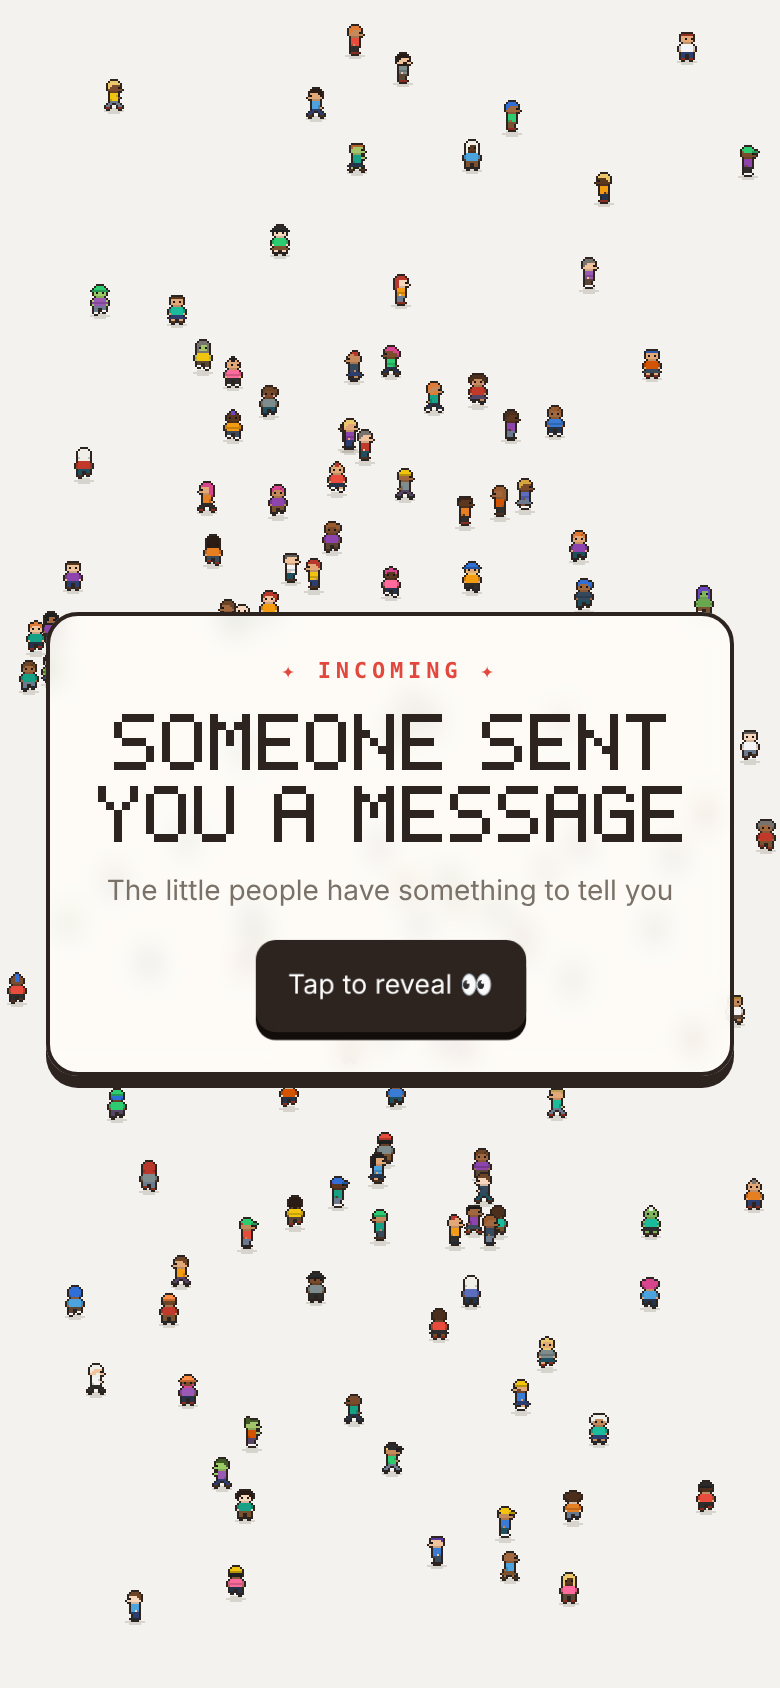 ✦ INCOMING ✦
SOMEONE SENT
YOU A MESSAGE
The little people have something to tell you
Tap to reveal 👀